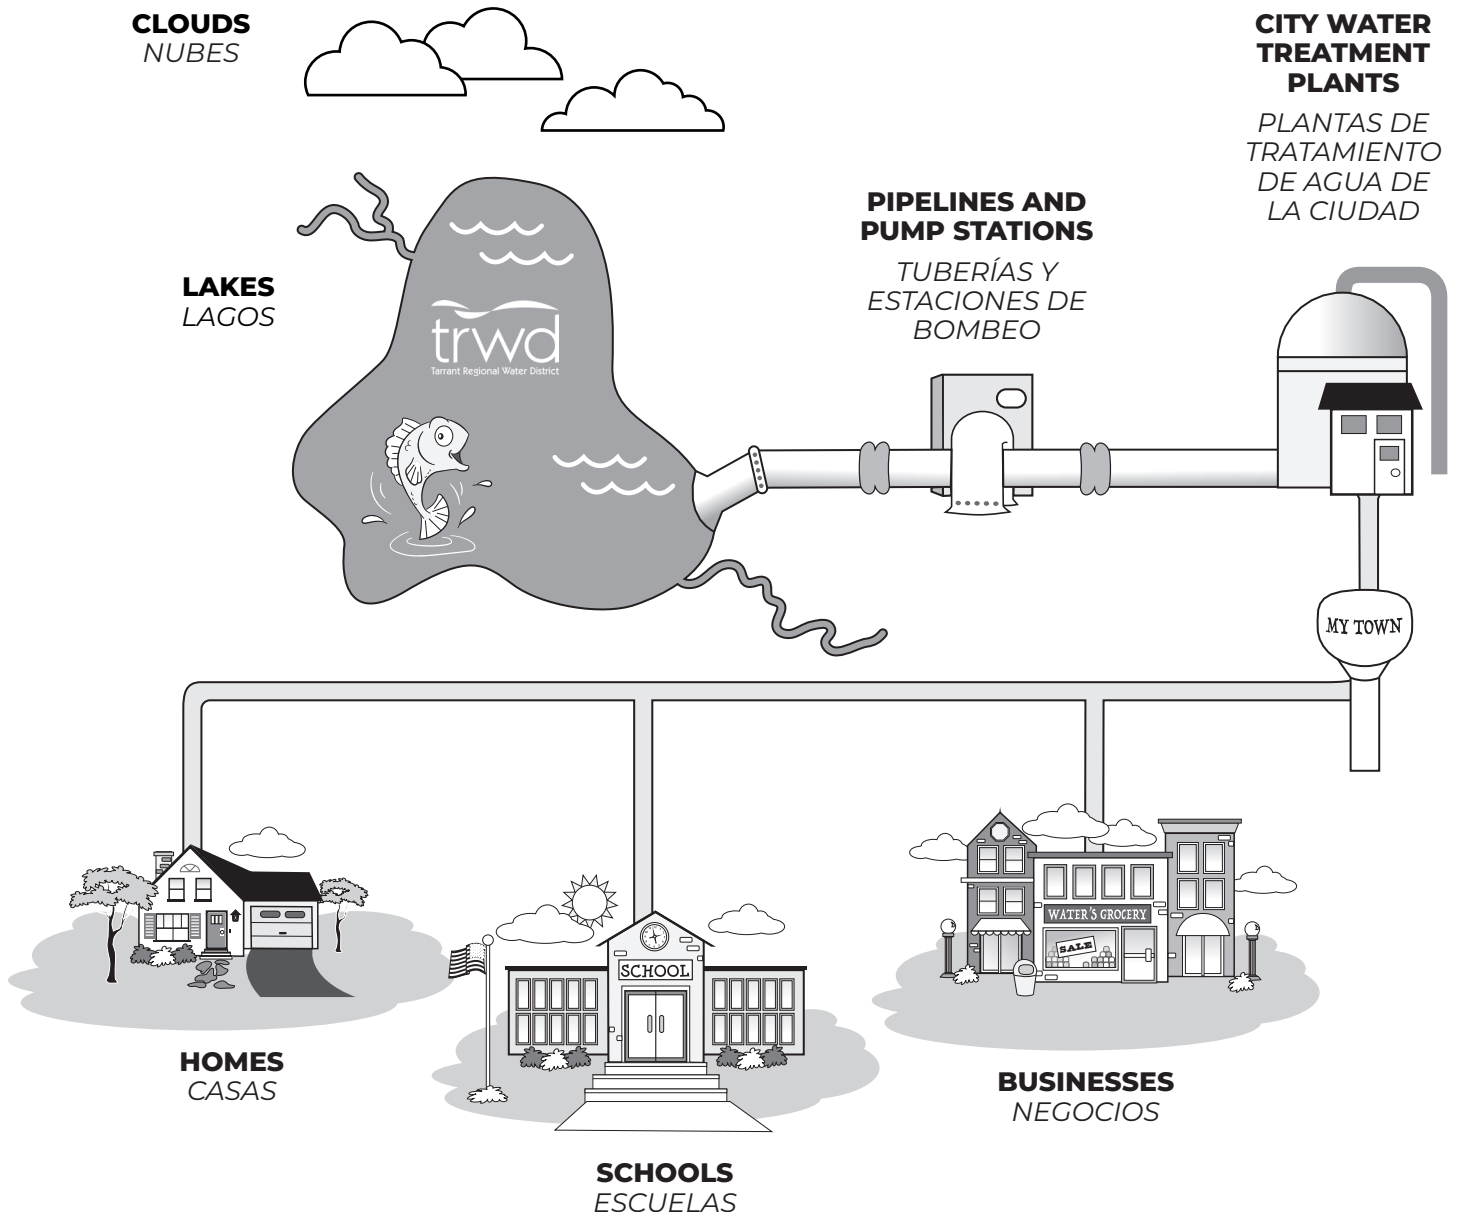 CLOUDS
NUBES
CITY WATER
TREATMENT
PLANTS
PLANTAS DE
TRATAMIENTO
DE AGUA DE
LA CIUDAD
PIPELINES AND
PUMP STATIONS
TUBERÍAS Y
ESTACIONES DE
BOMBEO
LAKES
LAGOS
trwd
Tarrant Regional Water District
MY TOWN
WATER'S GROCERY
SALE
SCHOOL
HOMES
CASAS
BUSINESSES
NEGOCIOS
SCHOOLS
ESCUELAS